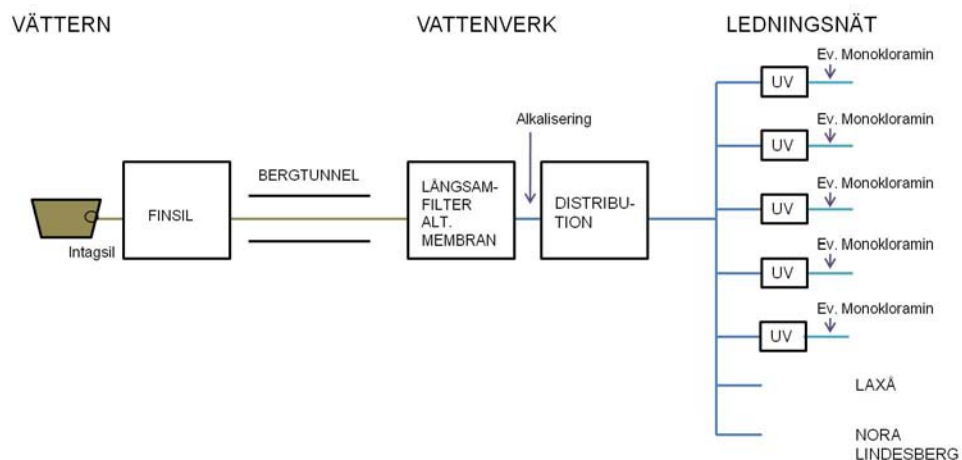 VÄTTERN
VATTENVERK
LEDNINGSNÄT
Intagsil
FINSIL
BERGTUNNEL
LÅNGSAM-
FILTER
ALT.
MEMBRAN
Alkalisering
DISTRIBU-
TION
UV
Ev. Monokloramin
UV
Ev. Monokloramin
UV
Ev. Monokloramin
UV
Ev. Monokloramin
UV
Ev. Monokloramin
LAXÅ
NORA
LINDESBERG